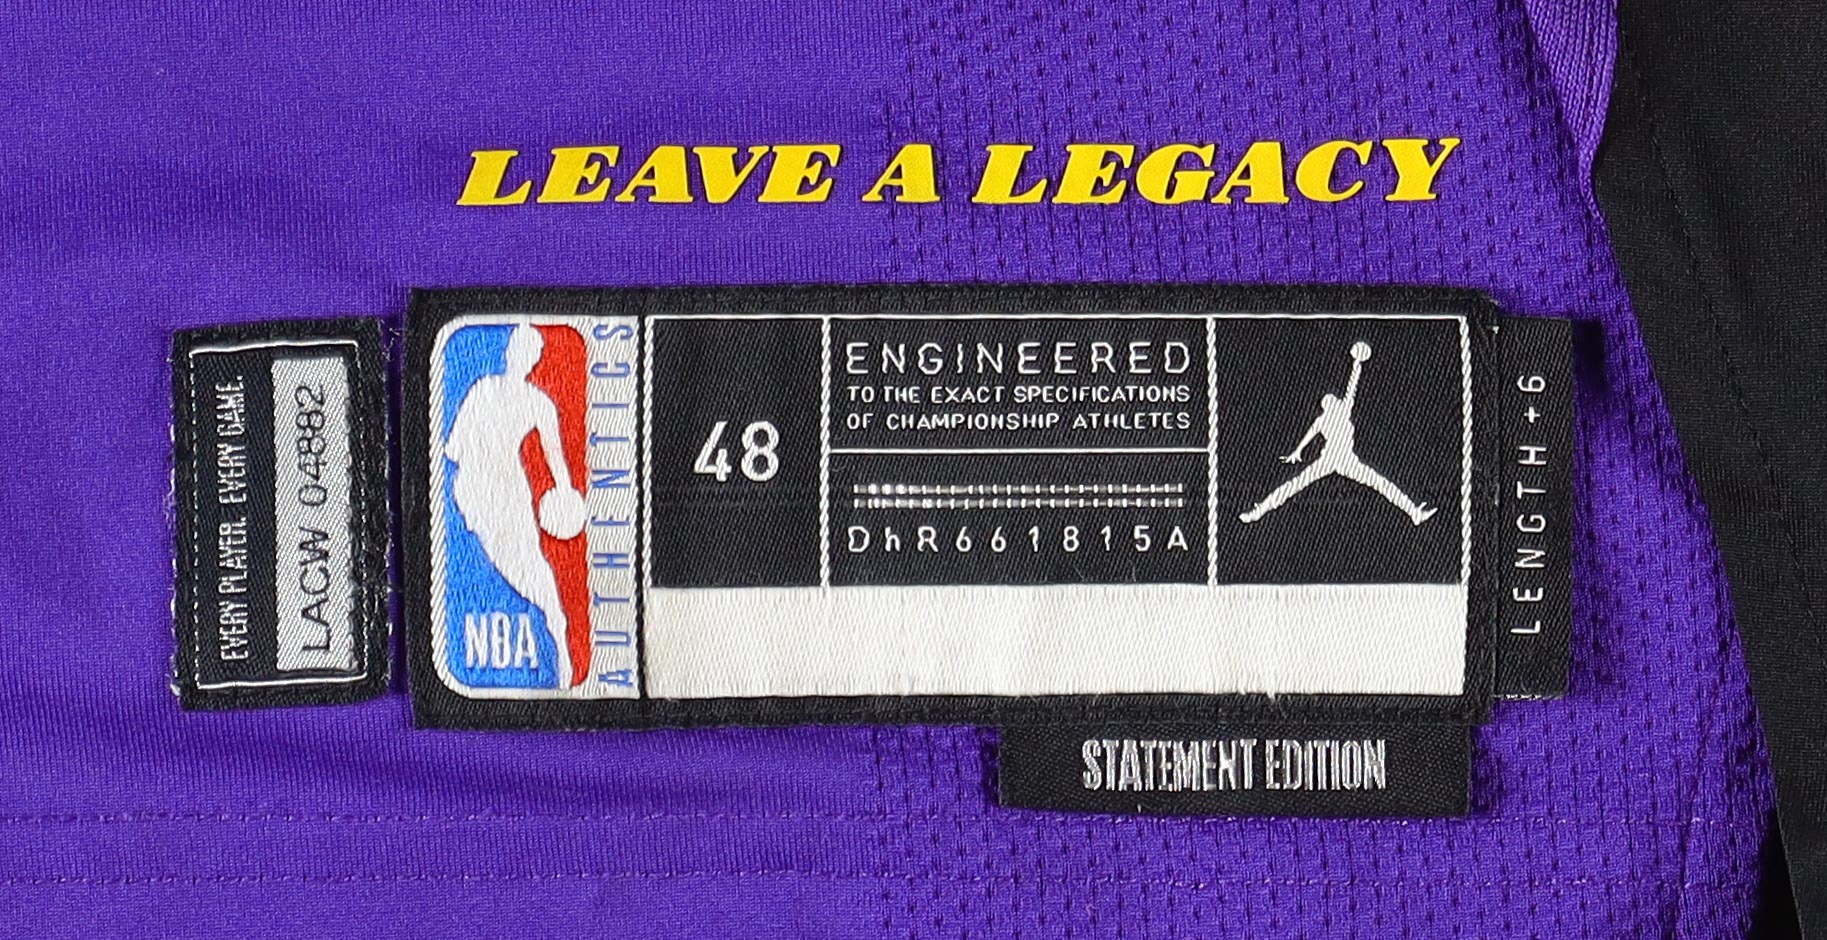 LEAVE A LEGACY
EVERY PLAYER. EVERY GAME.
LACW 04882
NBA
AUTHENTICS
48
ENGINEERED
TO THE EXACT SPECIFICATIONS
OF CHAMPIONSHIP ATHLETES
DhR661815A
LENGTH+6
STATEMENT EDITION